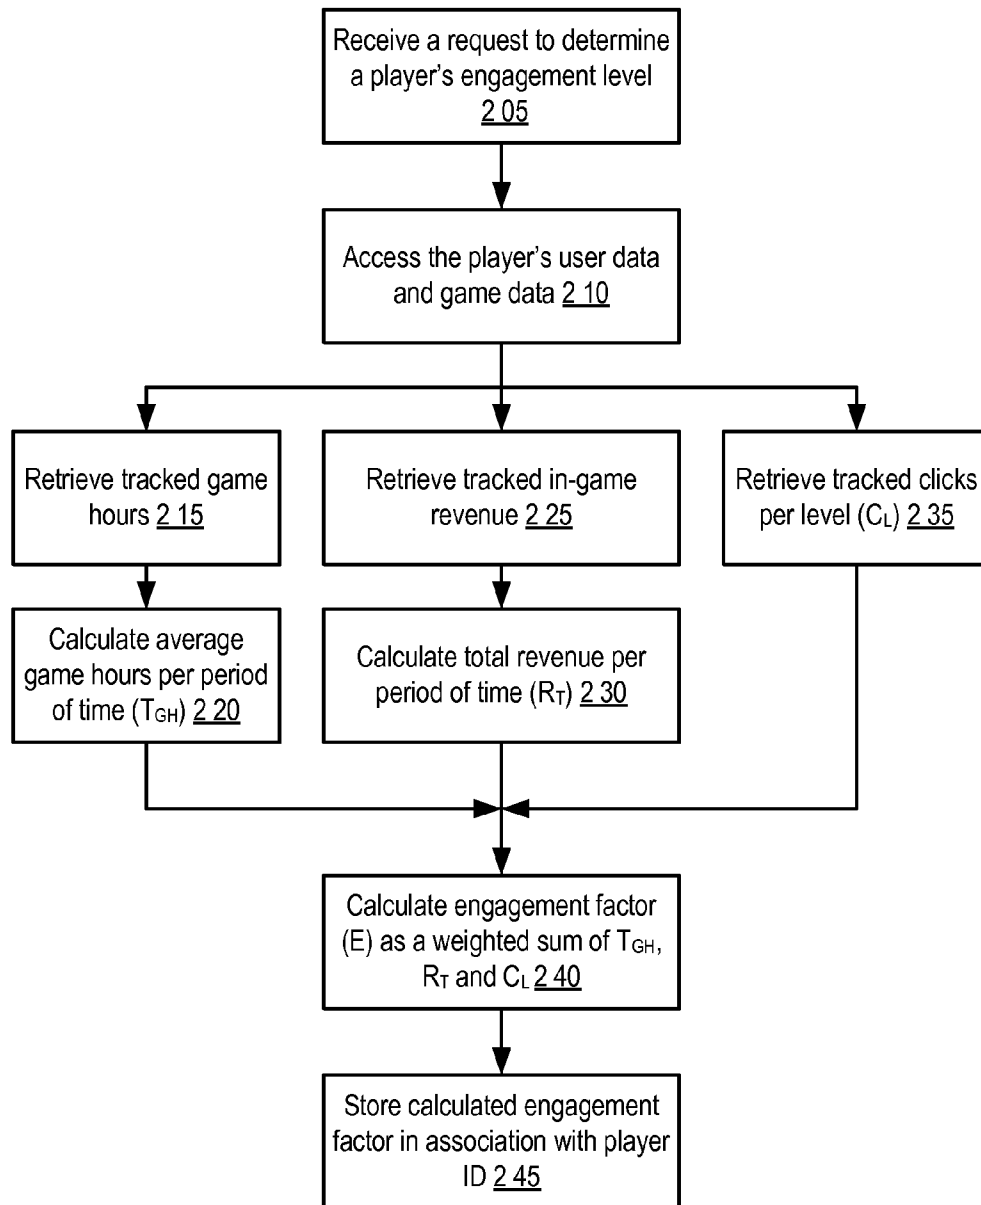 Receive a request to determine
a player's engagement level
2 05
Access the player's user data
and game data 2 10
Retrieve tracked game
hours 2 15
Retrieve tracked in-game
revenue 2 25
Retrieve tracked clicks
per level (CL) 2 35
Calculate average
game hours per period
of time (TGH) 2 20
Calculate total revenue per
period of time (RT) 2 30
Calculate engagement factor
(E) as a weighted sum of TGH,
RT and CL 2 40
Store calculated engagement
factor in association with player
ID 2 45